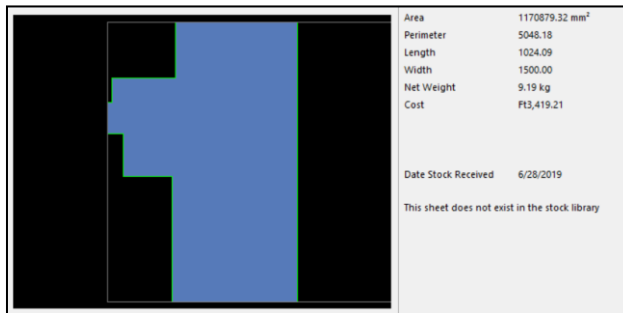 Area 1170879.32 mm²
Perimeter 5048.18
Length 1024.09
Width 1500.00
Net Weight 9.19 kg
Cost Ft3,419.21
Date Stock Received 6/28/2019
This sheet does not exist in the stock library